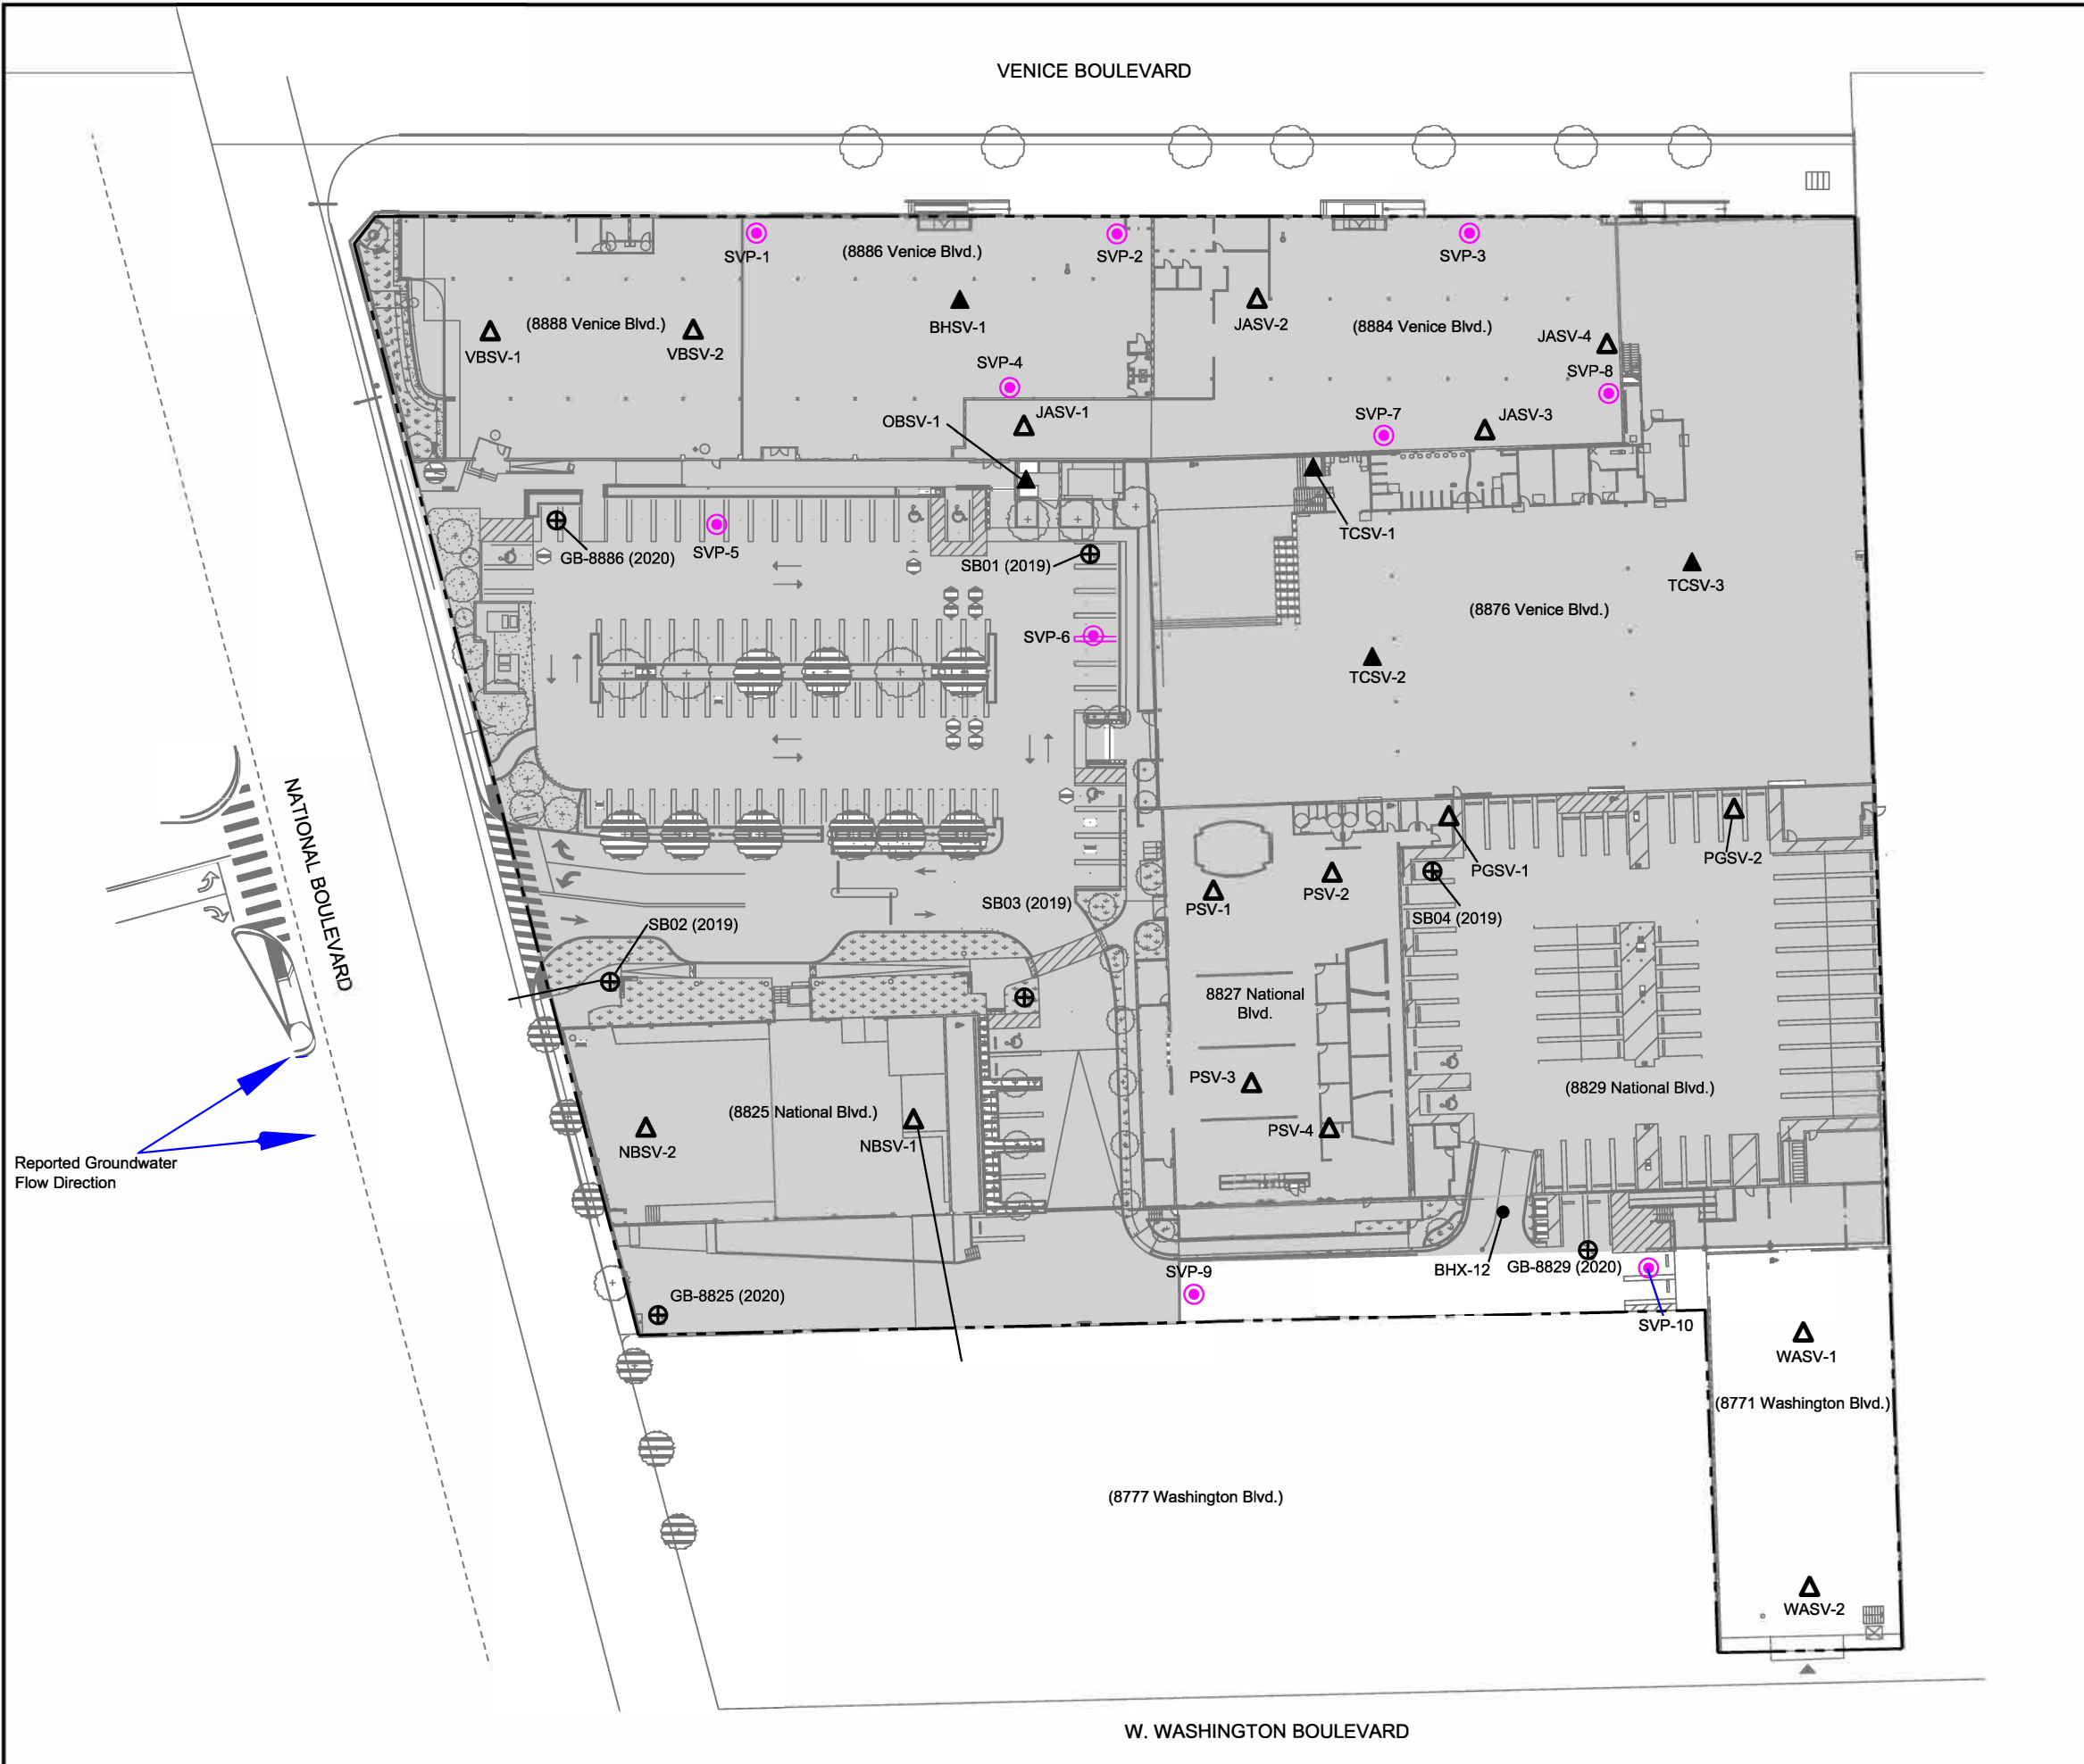 VENICE BOULEVARD
SVP-1
(8886 Venice Blvd.)
SVP-2
SVP-3
(8888 Venice Blvd.)
VBSV-1
VBSV-2
BHSV-1
JASV-2
(8884 Venice Blvd.)
JASV-4
SVP-4
SVP-8
OBSV-1
JASV-1
SVP-7
JASV-3
TCSV-1
GB-8886 (2020)
SVP-5
SB01 (2019)
TCSV-3
(8876 Venice Blvd.)
SVP-6
TCSV-2
NATIONAL BOULEVARD
PGSV-1
PGSV-2
PSV-1
PSV-2
SB03 (2019)
SB04 (2019)
SB02 (2019)
8827 National
Blvd.
PSV-3
(8829 National Blvd.)
(8825 National Blvd.)
NBSV-2
NBSV-1
PSV-4
Reported Groundwater
Flow Direction
SVP-9
BHX-12
GB-8829 (2020)
GB-8825 (2020)
SVP-10
WASV-1
(8771 Washington Blvd.)
(8777 Washington Blvd.)
WASV-2
W. WASHINGTON BOULEVARD